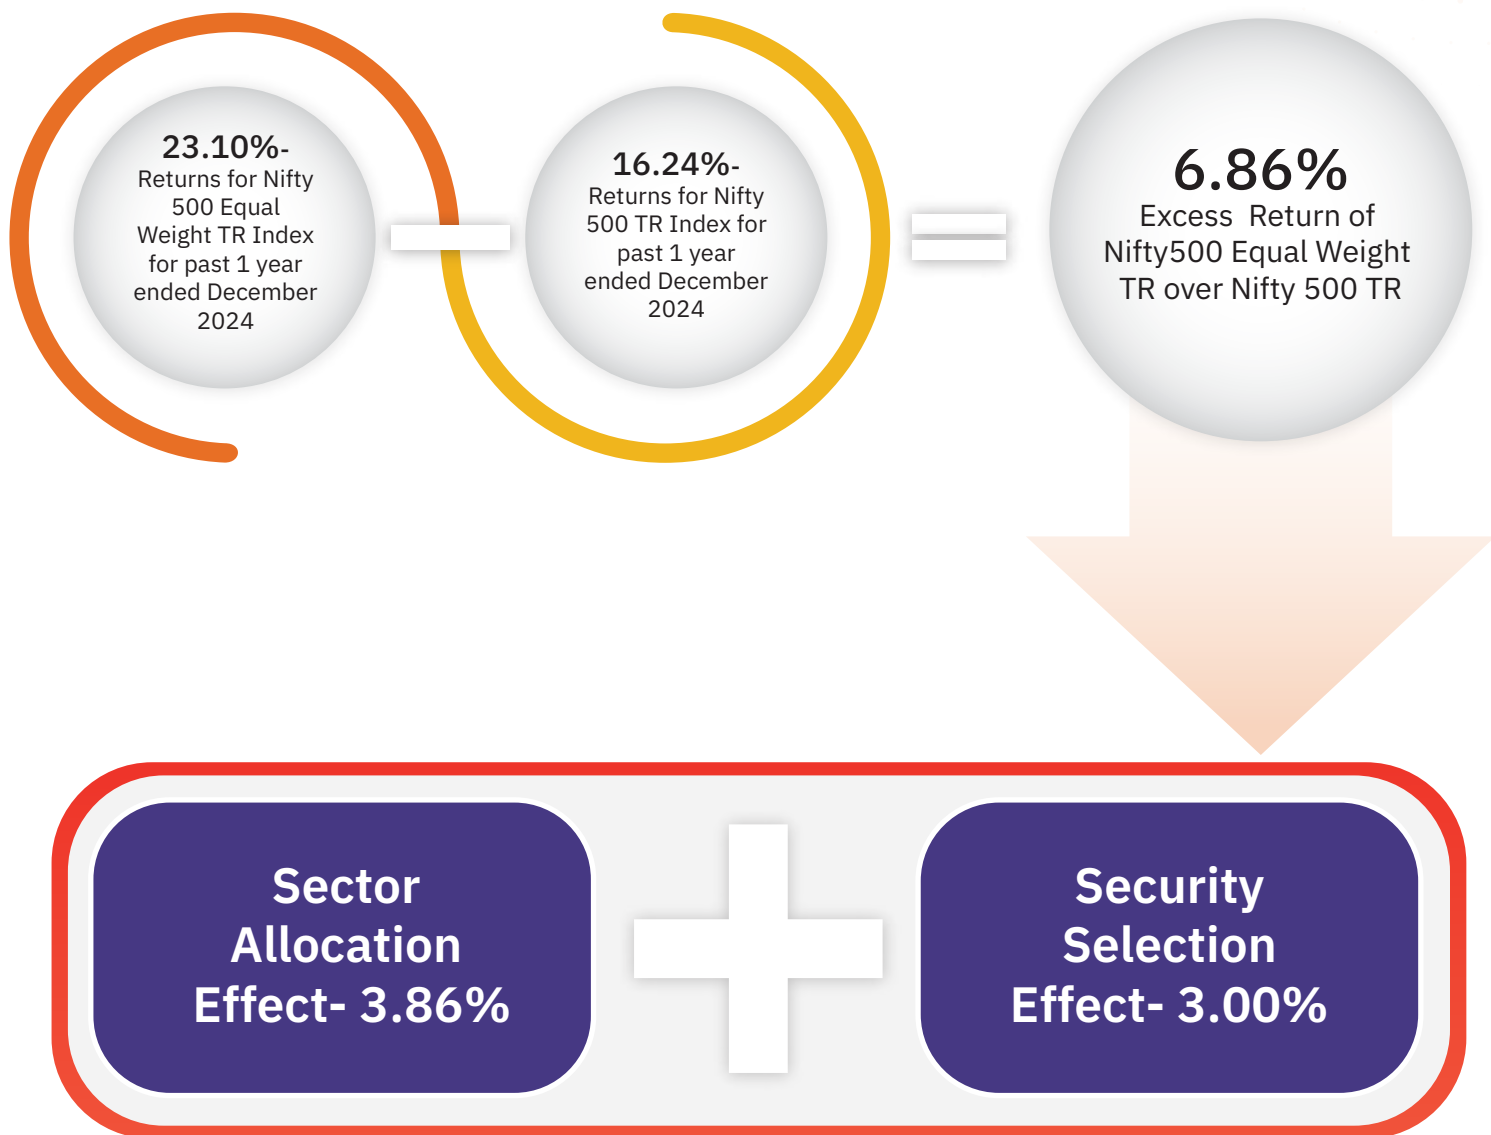 23.10%-
Returns for Nifty
500 Equal
Weight TR Index
for past 1 year
ended December
2024
16.24%-
Returns for Nifty
500 TR Index for
past 1 year
ended December
2024
6.86%
Excess Return of
Nifty500 Equal Weight
TR over Nifty 500 TR
Sector
Allocation
Effect- 3.86%
Security
Selection
Effect- 3.00%